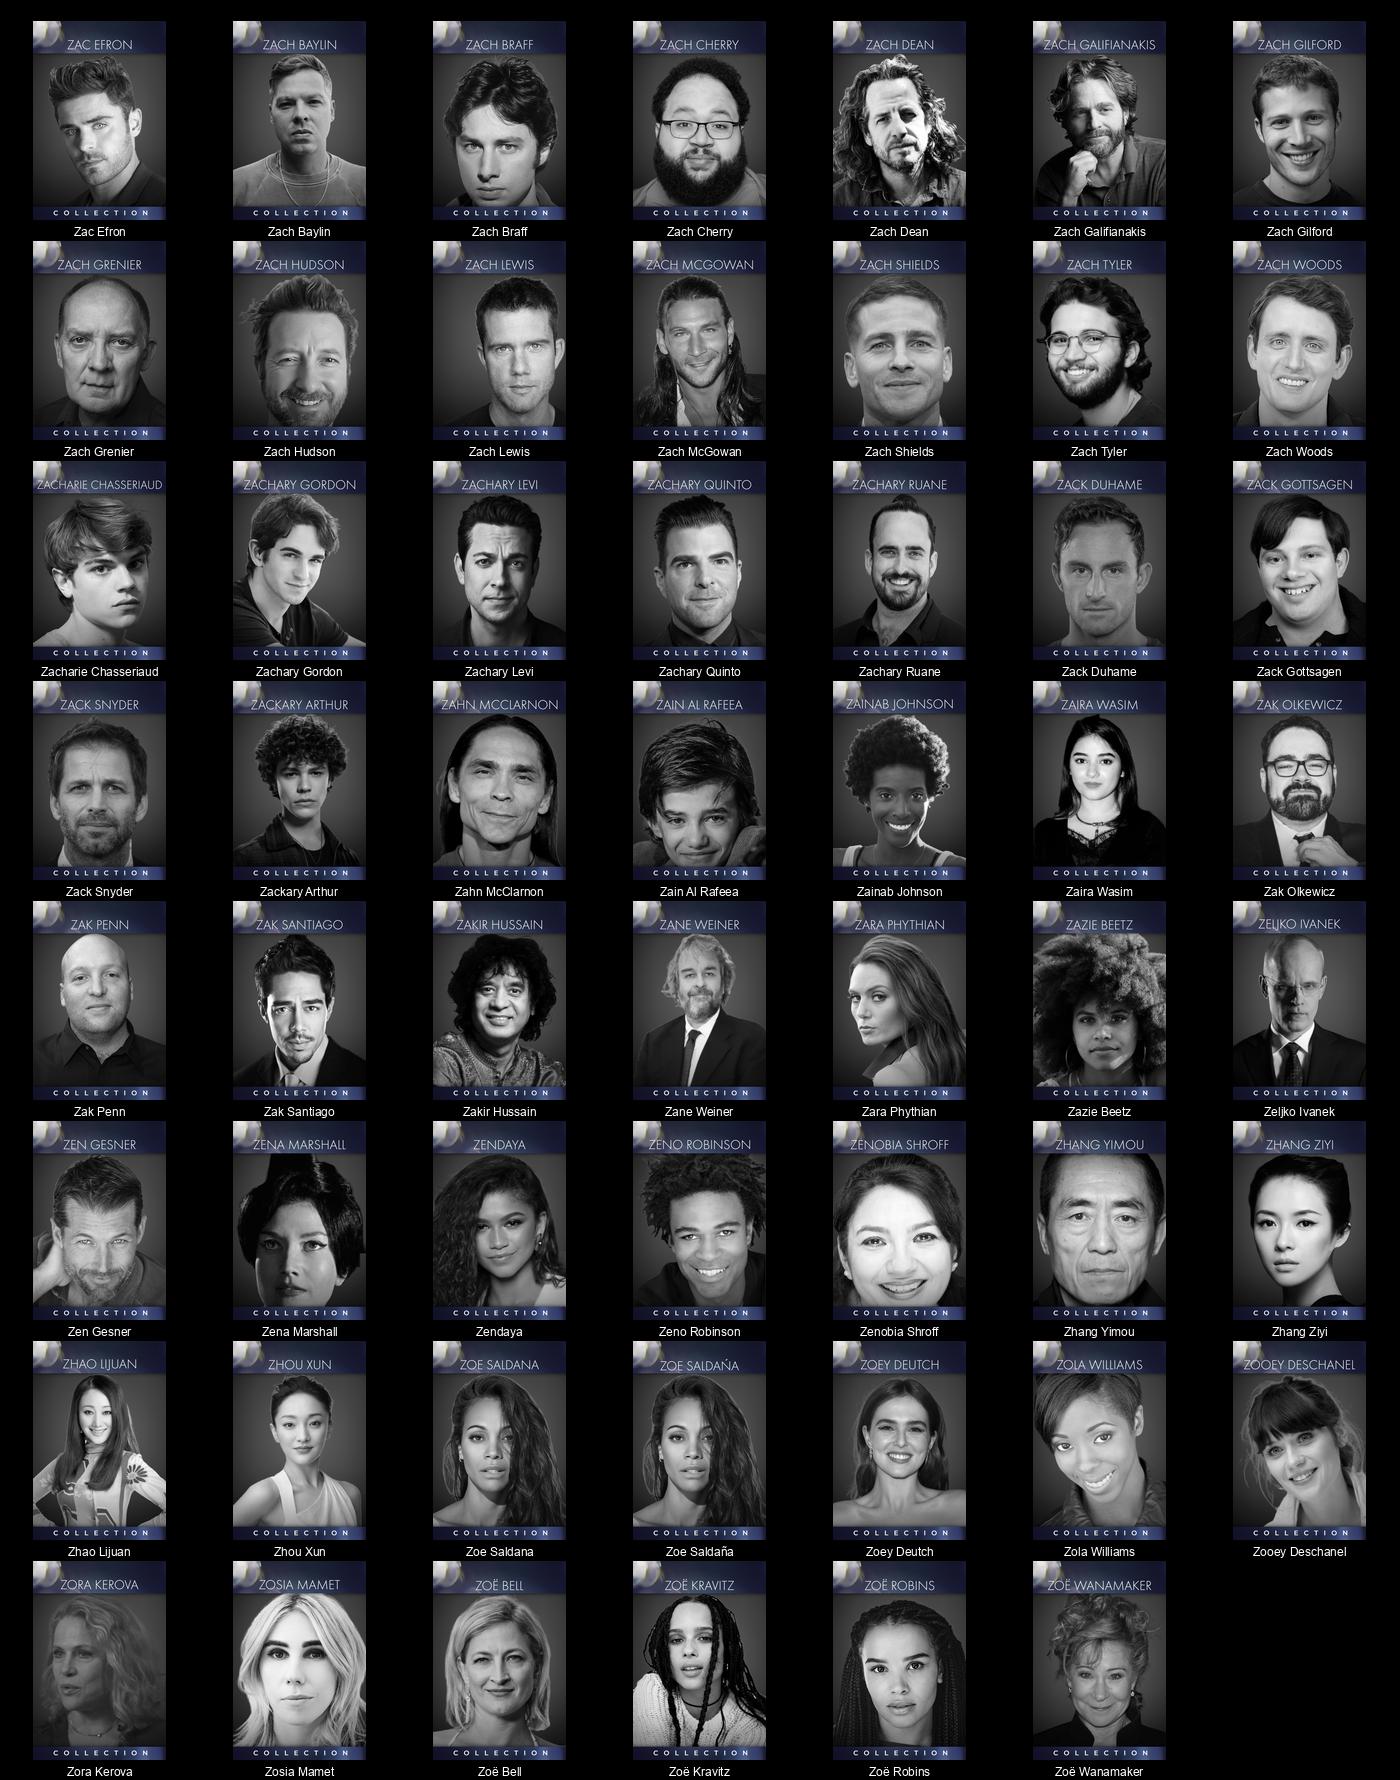 ZAC EFRON ZACH BAYLIN ZACH BRAFF ZACH CHERRY ZACH DEAN ZACH GALIFIANAKIS ZACH GILFORD
COLLECTION COLLECTION COLLECTION COLLECTION COLLECTION COLLECTION COLLECTION
Zac Efron Zach Baylin Zach Braff Zach Cherry Zach Dean Zach Galifianakis Zach Gilford
ZACH GRENIER ZACH HUDSON ZACH LEWIS ZACH MCGOWAN ZACH SHIELDS ZACH TYLER ZACH WOODS
COLLECTION COLLECTION COLLECTION COLLECTION COLLECTION COLLECTION COLLECTION
Zach Grenier Zach Hudson Zach Lewis Zach McGowan Zach Shields Zach Tyler Zach Woods
ZACHARIE CHASSERIAUD ZACHARY GORDON ZACHARY LEVI ZACHARY QUINTO ZACHARY RUANE ZACK DUHAME ZACK GOTTSAGEN
COLLECTION COLLECTION COLLECTION COLLECTION COLLECTION COLLECTION COLLECTION
Zacharie Chasseriaud Zachary Gordon Zachary Levi Zachary Quinto Zachary Ruane Zack Duhame Zack Gottsagen
ZACK SNYDER ZACKARY ARTHUR ZAHN MCCLARNON ZAIN AL RAFEEA ZAINAB JOHNSON ZAIRA WASIM ZAK OLKEWICZ
COLLECTION COLLECTION COLLECTION COLLECTION COLLECTION COLLECTION COLLECTION
Zack Snyder Zackary Arthur Zahn McClarnon Zain Al Rafeea Zainab Johnson Zaira Wasim Zak Olkewicz
ZAK PENN ZAK SANTIAGO ZAKIR HUSSAIN ZANE WEINER ZARA PHYTHIAN ZAZIE BEETZ ZELJKO IVANEK
COLLECTION COLLECTION COLLECTION COLLECTION COLLECTION COLLECTION COLLECTION
Zak Penn Zak Santiago Zakir Hussain Zane Weiner Zara Phythian Zazie Beetz Zeljko Ivanek
ZEN GESNER ZENA MARSHALL ZENDAYA ZENO ROBINSON ZENOBIA SHROFF ZHANG YIMOU ZHANG ZIYI
COLLECTION COLLECTION COLLECTION COLLECTION COLLECTION COLLECTION COLLECTION
Zen Gesner Zena Marshall Zendaya Zeno Robinson Zenobia Shroff Zhang Yimou Zhang Ziyi
ZHAO LIJUAN ZHOU XUN ZOE SALDANA ZOE SALDAÑA ZOEY DEUTCH ZOLA WILLIAMS ZOOEY DESCHANEL
COLLECTION COLLECTION COLLECTION COLLECTION COLLECTION COLLECTION COLLECTION
Zhao Lijuan Zhou Xun Zoe Saldana Zoe Saldaña Zoey Deutch Zola Williams Zooey Deschanel
ZORA KEROVA ZOSIA MAMET ZOË BELL ZOË KRAVITZ ZOË ROBINS ZOË WANAMAKER
COLLECTION COLLECTION COLLECTION COLLECTION COLLECTION COLLECTION
Zora Kerova Zosia Mamet Zoë Bell Zoë Kravitz Zoë Robins Zoë Wanamaker